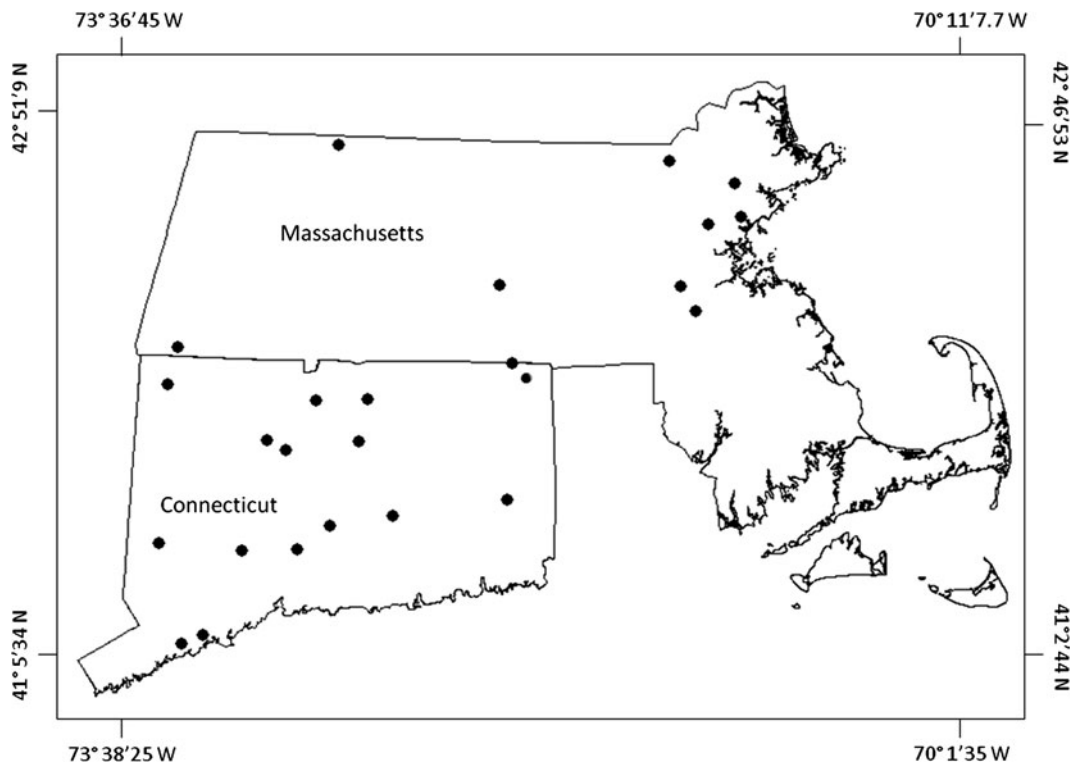 73° 36’45 W
70° 11’7.7 W
42° 51’9 N
42° 46’53 N
Massachusetts
Connecticut
41° 5’34 N
41° 2’44 N
73° 38’25 W
70° 1’35 W